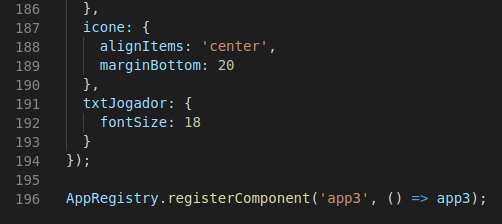 186 },
187 icone: {
188 alignItems: 'center',
189 marginBottom: 20
190 },
191 txtJogador: {
192 fontSize: 18
193 }
194 });
195
196 AppRegistry.registerComponent('app3', () => app3);